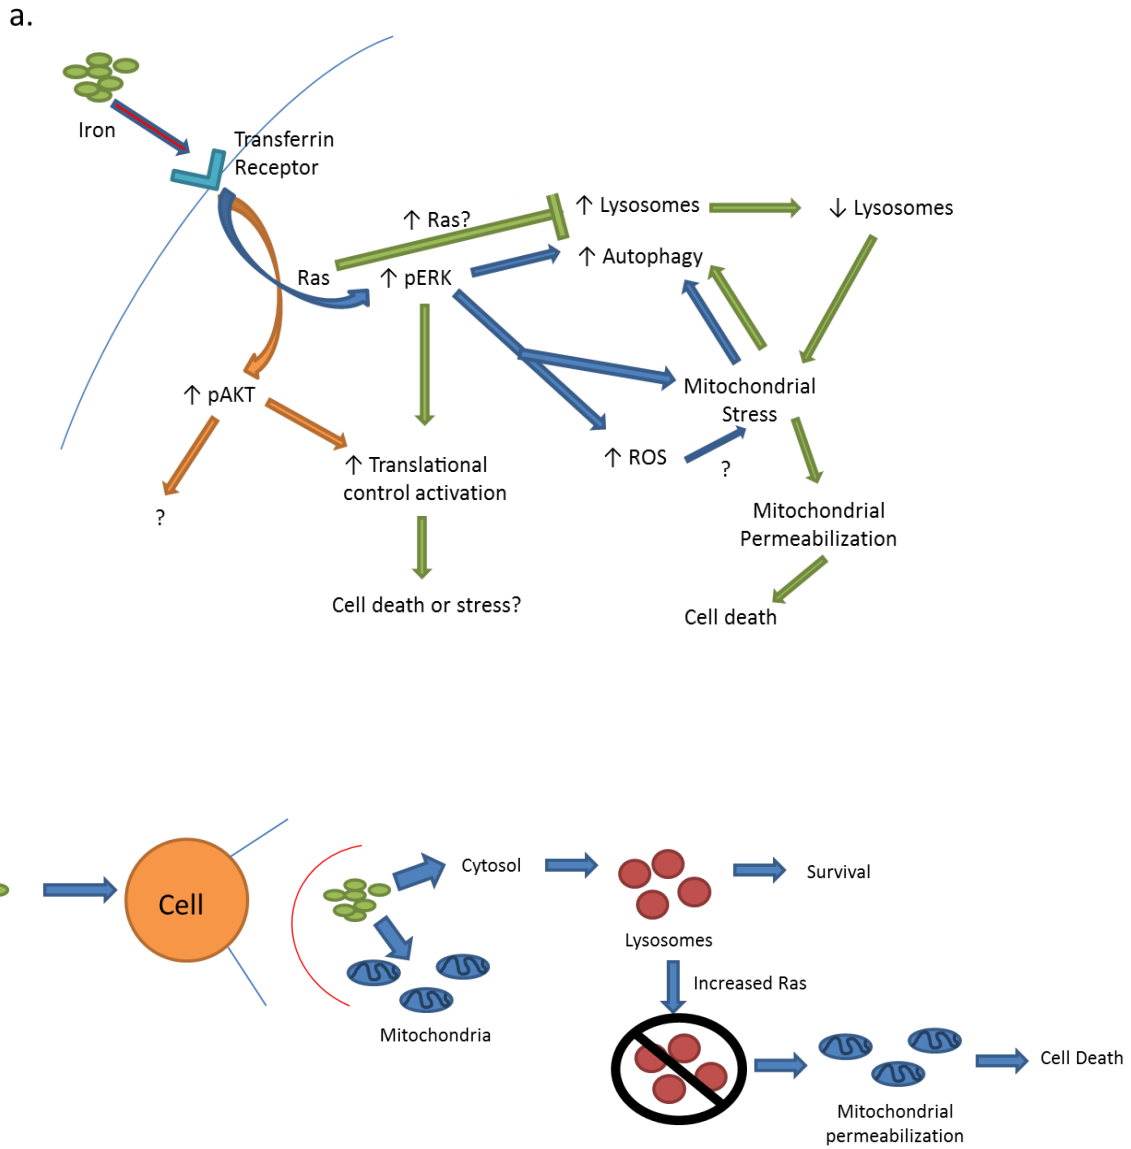 a.
Iron
Transferrin
Receptor
↑ Ras?
↑ Lysosomes
↓ Lysosomes
↑ Autophagy
Ras
↑ pERK
↑ pAKT
Mitochondrial
Stress
↑ Translational
control activation
↑ ROS
?
?
Mitochondrial
Permeabilization
Cell death or stress?
Cell death
Cell
Cytosol
Survival
Lysosomes
Increased Ras
Mitochondria
Cell Death
Mitochondrial
permeabilization